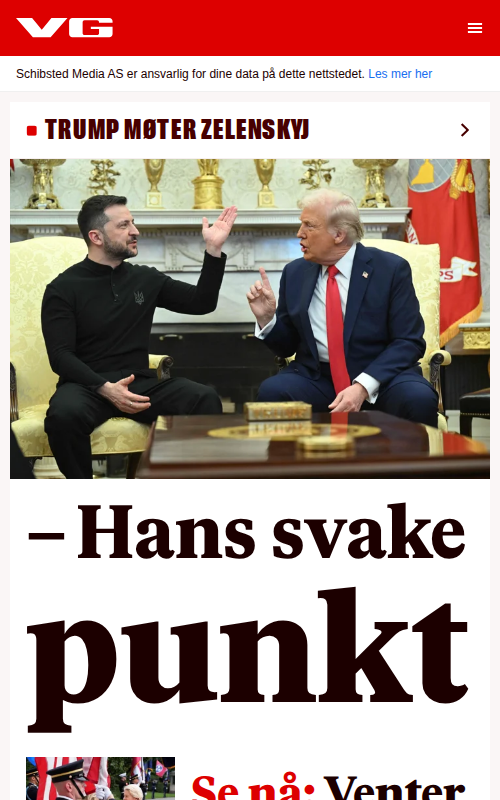 VG
Schibsted Media AS er ansvarlig for dine data på dette nettstedet. Les mer her
TRUMP MØTER ZELENSKYJ
– Hans svake
punkt
Se nå: Venter